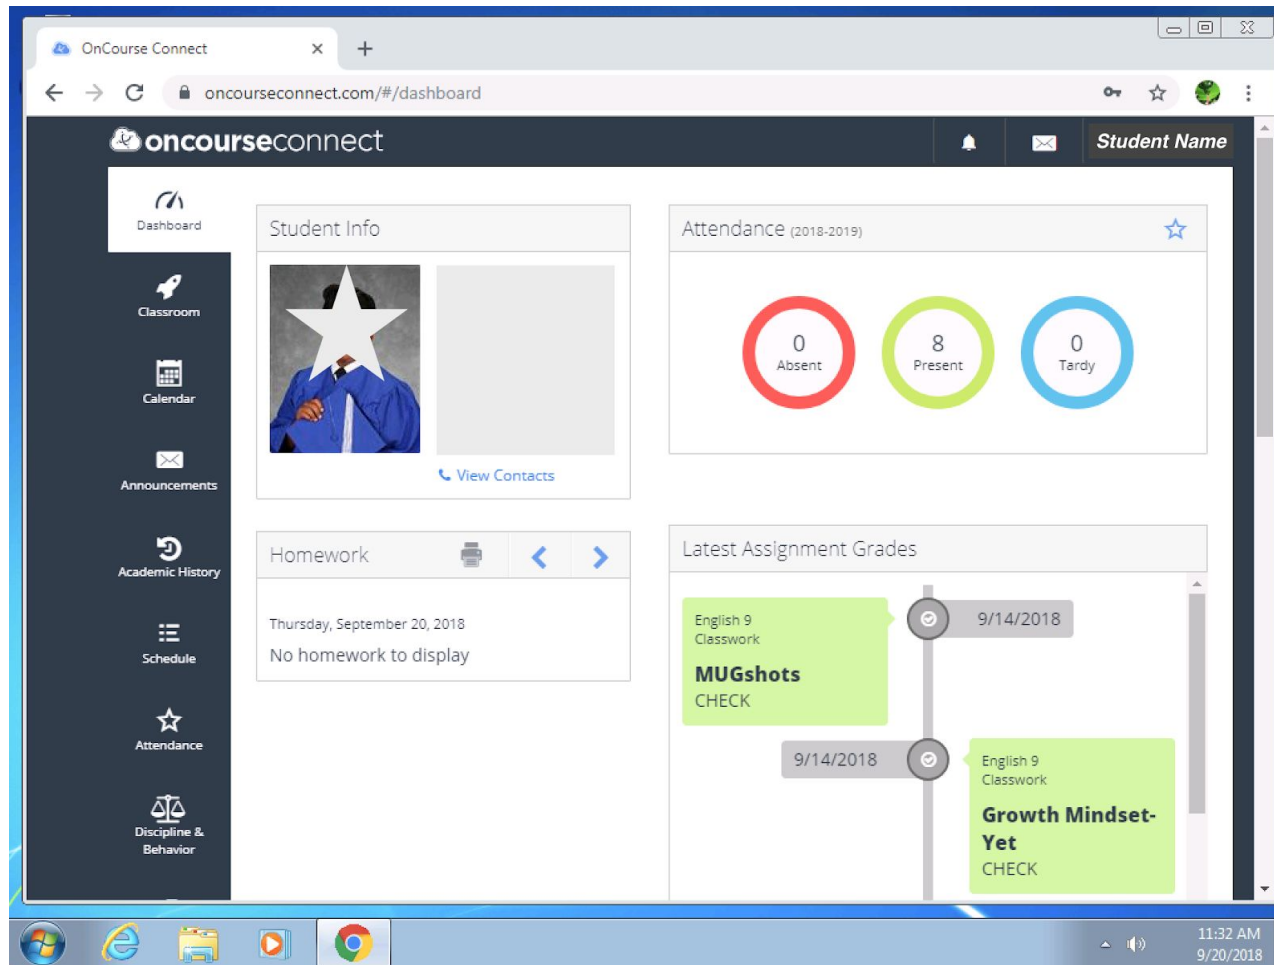 OnCourse Connect
oncourseconnect.com/#/dashboard
oncourseconnect
Student Name
Dashboard
Classroom
Calendar
Announcements
Academic History
Schedule
Attendance
Discipline &
Behavior
Student Info
View Contacts
Attendance (2018-2019)
0
Absent
8
Present
0
Tardy
Homework
Thursday, September 20, 2018
No homework to display
Latest Assignment Grades
English 9
Classwork
MUGshots
CHECK
9/14/2018
9/14/2018
English 9
Classwork
Growth Mindset-
Yet
CHECK
11:32 AM
9/20/2018